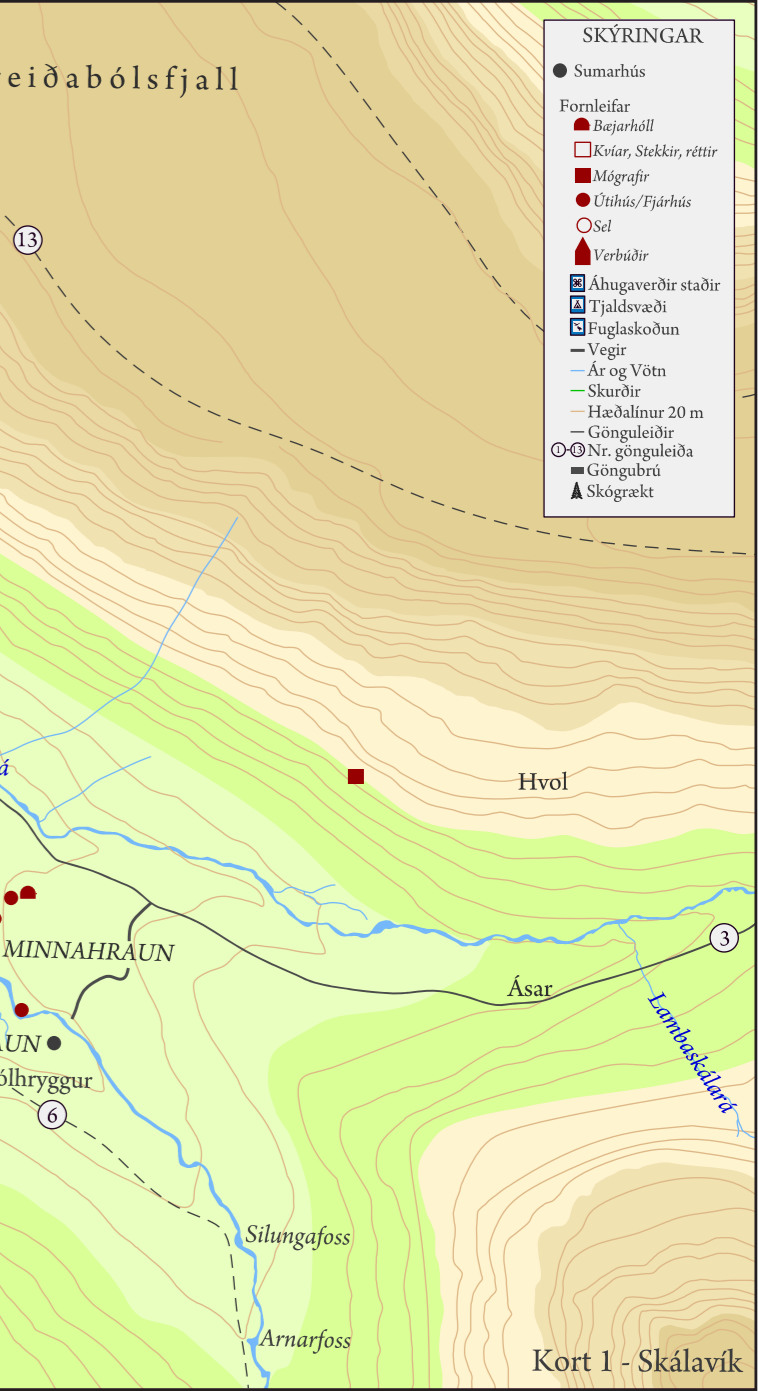 SKÝRINGAR
Sumarhús
Fornleifar
Bæjarhóll
Kvíar, Stekkir, réttir
Mógrafir
Útihús/Fjárhús
Sel
Verbúðir
Áhugaverðir staðir
Tjaldsvæði
Fuglaskoðun
Vegir
Ár og Vötn
Skurðir
Hæðalínur 20 m
Gönguleiðir
1-13 Nr. gönguleiða
Göngubrú
Skógrækt
eiðabólsfjall
13
á
Hvol
3
MINNAHRAUN
Ásar
Lambaskálará
AUN
ólhryggur
6
Silungafoss
Arnarfoss
Kort 1 - Skálavík